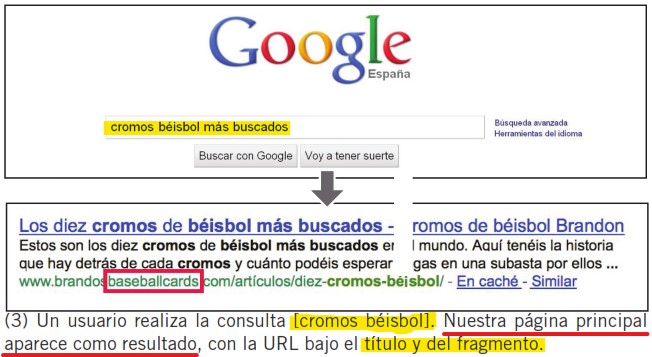 Google
España
cromos béisbol más buscados
Búsqueda avanzada
Herramientas del idioma
Buscar con Google
Voy a tener suerte
Los diez cromos de béisbol más buscados - romos de béisbol Brandon
Estos son los diez cromos de béisbol más buscados en l mundo. Aquí tenéis la historia
que hay detrás de cada cromos y cuánto podéis esperar gas en una subasta por ellos ...
www.brandosbaseballcards.com/artículos/diez-cromos-béisbol/ - En caché - Similar
(3) Un usuario realiza la consulta [cromos béisbol]. Nuestra página principal
aparece como resultado, con la URL bajo el título y del fragmento.